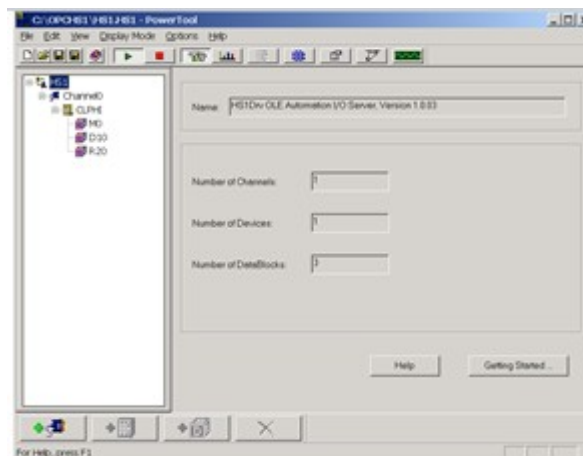 C:\OPCHS1\HS1.HS1 - PowerTool
File Edit View Display Mode Options Help
HS1
Channel0
M0
D10
R20
Name: HS1Drv OLE Automation I/O Server, Version 1.0.03
Number of Channels: 1
Number of Devices: 1
Number of DataBlocks: 3
Help Getting Started...
For Help, press F1